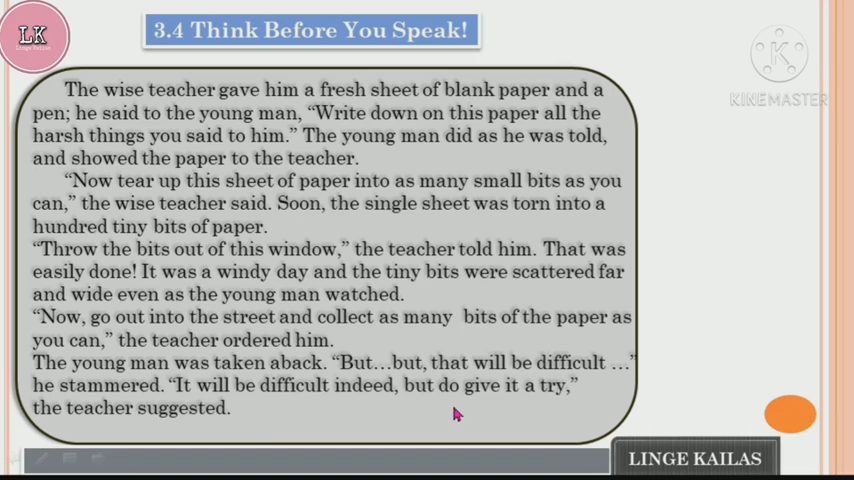 LK
Linge Kailas
3.4 Think Before You Speak!
KINEMASTER
The wise teacher gave him a fresh sheet of blank paper and a
pen; he said to the young man, “Write down on this paper all the
harsh things you said to him.” The young man did as he was told,
and showed the paper to the teacher.
“Now tear up this sheet of paper into as many small bits as you
can,” the wise teacher said. Soon, the single sheet was torn into a
hundred tiny bits of paper.
“Throw the bits out of this window,” the teacher told him. That was
easily done! It was a windy day and the tiny bits were scattered far
and wide even as the young man watched.
“Now, go out into the street and collect as many bits of the paper as
you can,” the teacher ordered him.
The young man was taken aback. “But…but, that will be difficult …”
he stammered. “It will be difficult indeed, but do give it a try,”
the teacher suggested.
LINGE KAILAS